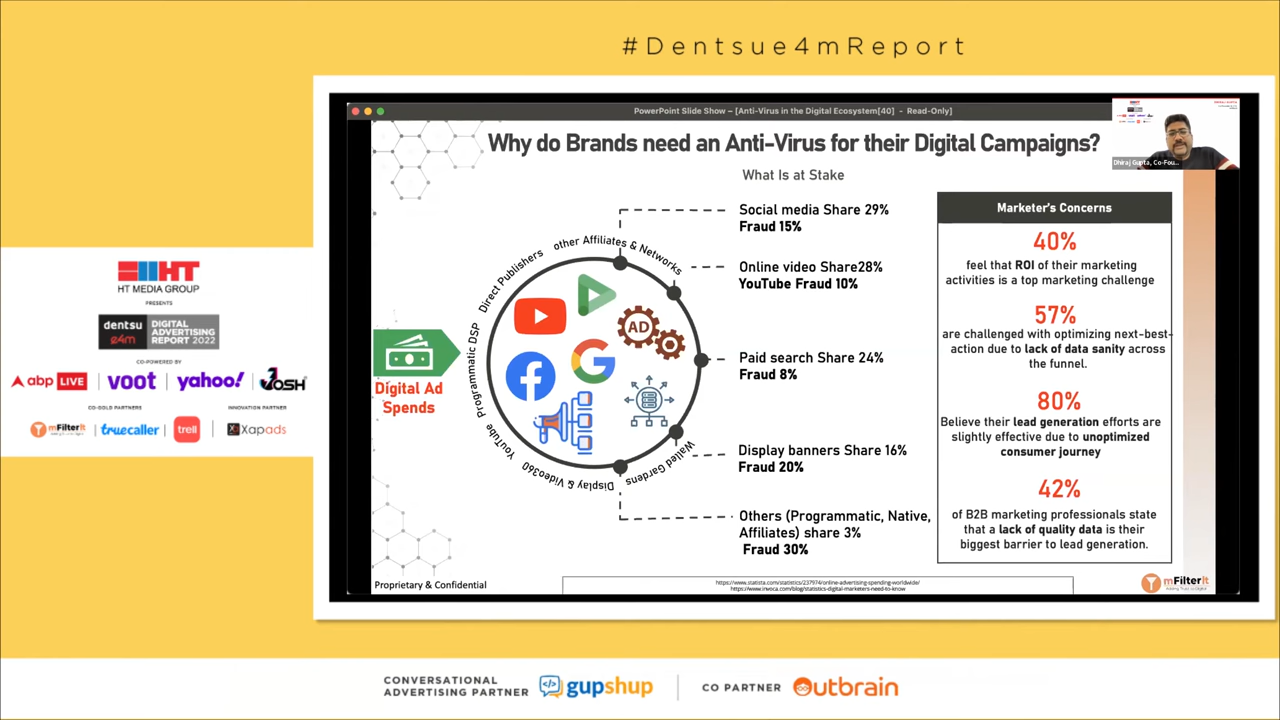 #Dentsue4mReport
PowerPoint Slide Show – [Anti-Virus in the Digital Ecosystem[40] - Read-Only]
Dhiraj Gupta, Co-Fou...
Why do Brands need an Anti-Virus for their Digital Campaigns?
What Is at Stake
Social media Share 29%
Fraud 15%
Online video Share28%
YouTube Fraud 10%
Paid search Share 24%
Fraud 8%
Display banners Share 16%
Fraud 20%
Others (Programmatic, Native,
Affiliates) share 3%
Fraud 30%
Digital Ad
Spends
YouTube
Programmatic DSP
Direct Publishers
other Affiliates & Networks
Walled Gardens
Display & Video360
AD
Marketer's Concerns
40%
feel that ROI of their marketing
activities is a top marketing challenge
57%
are challenged with optimizing next-best-
action due to lack of data sanity across
the funnel.
80%
Believe their lead generation efforts are
slightly effective due to unoptimized
consumer journey
42%
of B2B marketing professionals state
that a lack of quality data is their
biggest barrier to lead generation.
Proprietary & Confidential
https://www.statista.com/statistics/237974/online-advertising-spending-worldwide/
https://www.invoca.com/blog/statistics-digital-marketers-need-to-know
mFilterIt
Adding Trust to Digital
HT
HT MEDIA GROUP
PRESENTS
dentsu
e4m
DIGITAL
ADVERTISING
REPORT 2022
CO-POWERED BY
abp LIVE
voot
yahoo!
JOSH
CO-GOLD PARTNERS
INNOVATION PARTNER
mFilterIt
truecaller
trell
Xapads
CONVERSATIONAL
ADVERTISING PARTNER
gupshup
CO PARTNER
Outbrain